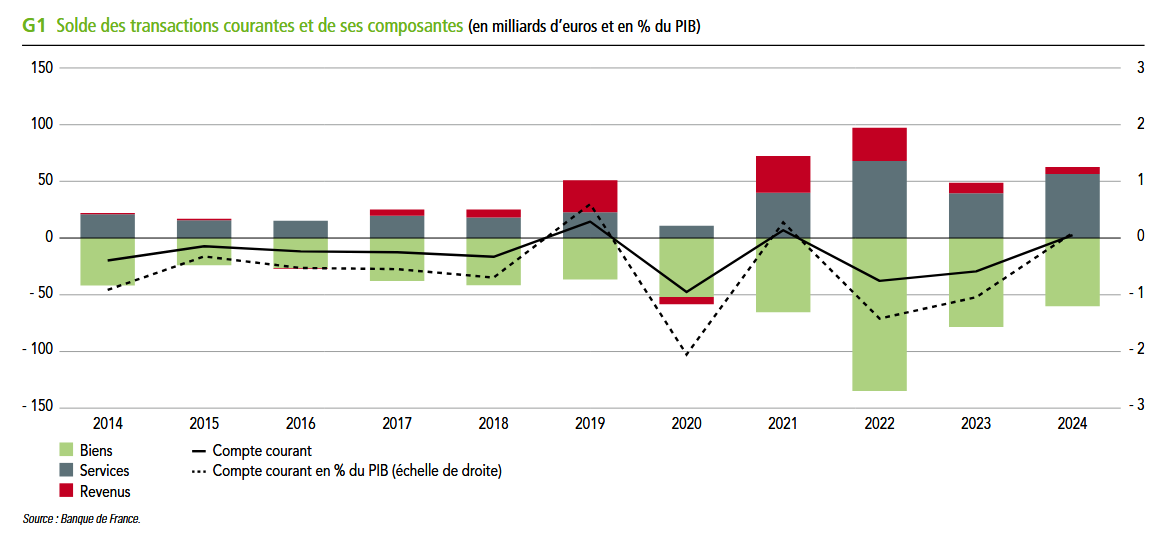 G1 Solde des transactions courantes et de ses composantes (en milliards d’euros et en % du PIB)
150 3
100 2
50 1
0 0
- 50 - 1
- 100 - 2
- 150 - 3
2014 2015 2016 2017 2018 2019 2020 2021 2022 2023 2024
Biens Compte courant
Services Compte courant en % du PIB (échelle de droite)
Revenus
Source : Banque de France.